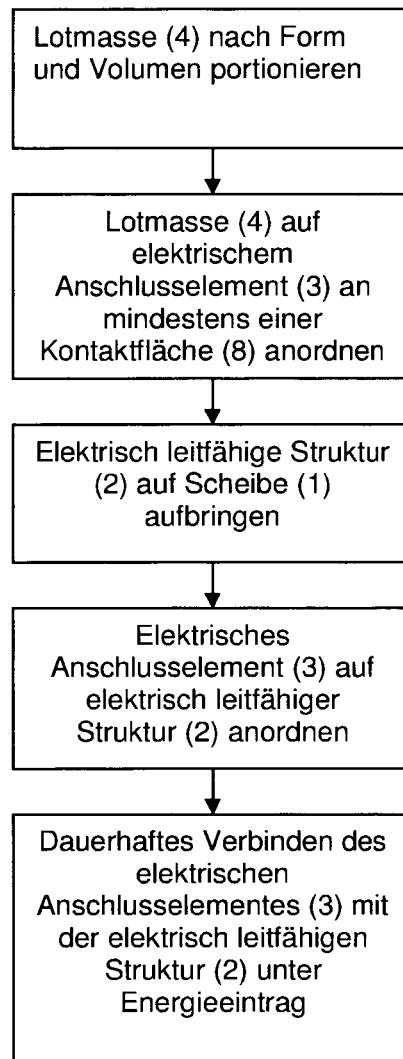 Lotmasse (4) nach Form
und Volumen portionieren
Lotmasse (4) auf
elektrischem
Anschlusselement (3) an
mindestens einer
Kontaktfläche (8) anordnen
Elektrisch leitfähige Struktur
(2) auf Scheibe (1)
aufbringen
Elektrisches
Anschlusselement (3) auf
elektrisch leitfähiger
Struktur (2) anordnen
Dauerhaftes Verbinden des
elektrischen
Anschlusselementes (3) mit
der elektrisch leitfähigen
Struktur (2) unter
Energieeintrag